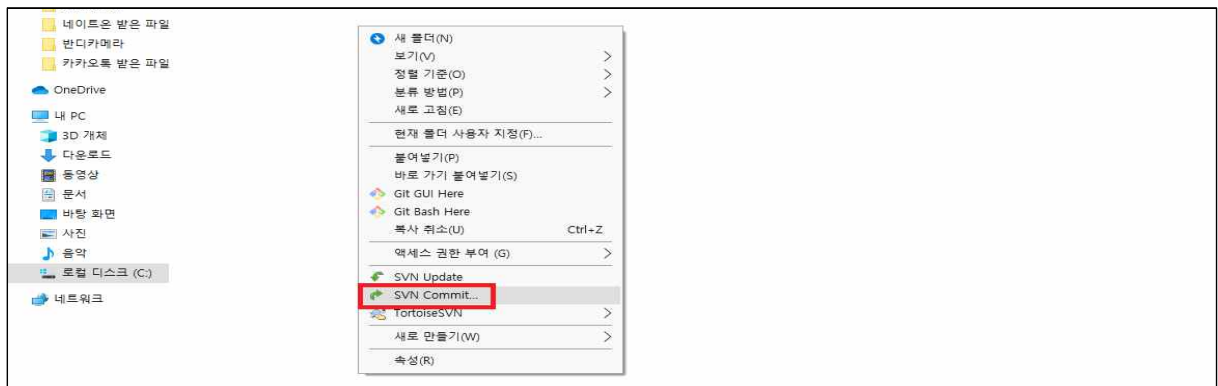 네이트온 받은 파일
반디카메라
카카오톡 받은 파일
OneDrive
내 PC
3D 개체
다운로드
동영상
문서
바탕 화면
사진
음악
로컬 디스크 (C:)
네트워크
새 폴더(N)
보기(V)
정렬 기준(O)
분류 방법(P)
새로 고침(E)
현재 폴더 사용자 지정(F)...
붙여넣기(P)
바로 가기 붙여넣기(S)
Git GUI Here
Git Bash Here
복사 취소(U) Ctrl+Z
액세스 권한 부여 (G)
SVN Update
SVN Commit...
TortoiseSVN
새로 만들기(W)
속성(R)